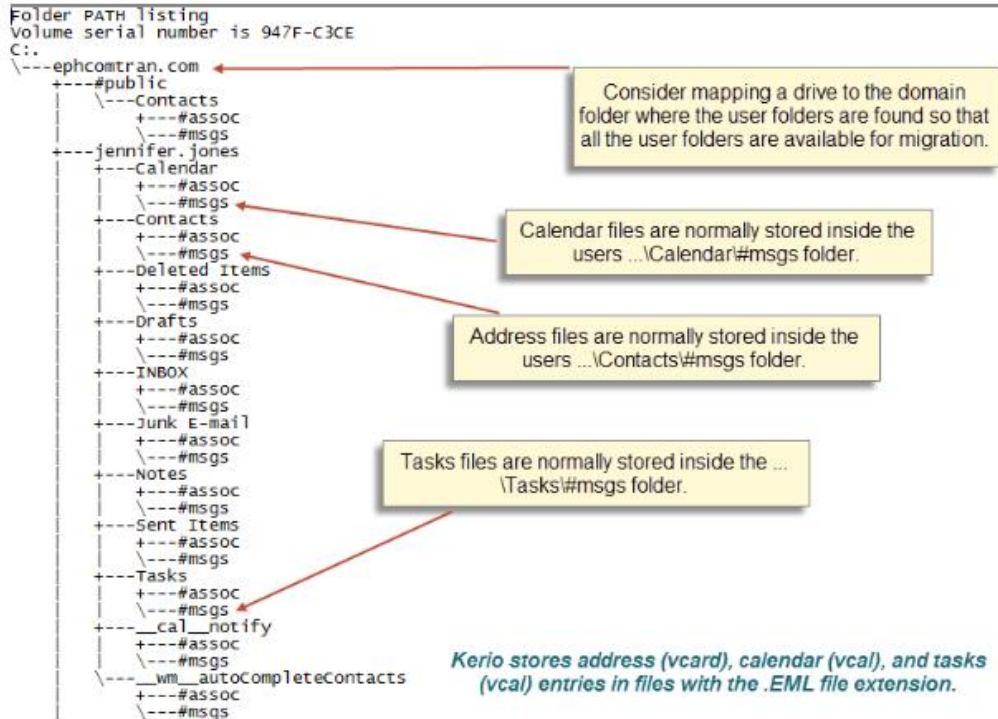 Folder PATH listing
Volume serial number is 947F-C3CE
C:.
\---ephcomtran.com
    +---#public
    |   \---Contacts
    |       +---#assoc
    |       \---#msgs
    +---jennifer.jones
    |   +---Calendar
    |   |   +---#assoc
    |   |   \---#msgs
    |   +---Contacts
    |   |   +---#assoc
    |   |   \---#msgs
    |   +---Deleted Items
    |   |   +---#assoc
    |   |   \---#msgs
    |   +---Drafts
    |   |   +---#assoc
    |   |   \---#msgs
    |   +---INBOX
    |   |   +---#assoc
    |   |   \---#msgs
    |   +---Junk E-mail
    |   |   +---#assoc
    |   |   \---#msgs
    |   +---Notes
    |   |   +---#assoc
    |   |   \---#msgs
    |   +---Sent Items
    |   |   +---#assoc
    |   |   \---#msgs
    |   +---Tasks
    |   |   +---#assoc
    |   |   \---#msgs
    |   +---__cal__notify
    |   |   +---#assoc
    |   |   \---#msgs
    |   \---__wm__autoCompleteContacts
    |       +---#assoc
    |       \---#msgs
Consider mapping a drive to the domain
folder where the user folders are found so that
all the user folders are available for migration.
Calendar files are normally stored inside the
users ...\Calendar\#msgs folder.
Address files are normally stored inside the
users ...\Contacts\#msgs folder.
Tasks files are normally stored inside the ...
\Tasks\#msgs folder.
Kerio stores address (vcard), calendar (vcal), and tasks
(vcal) entries in files with the .EML file extension.